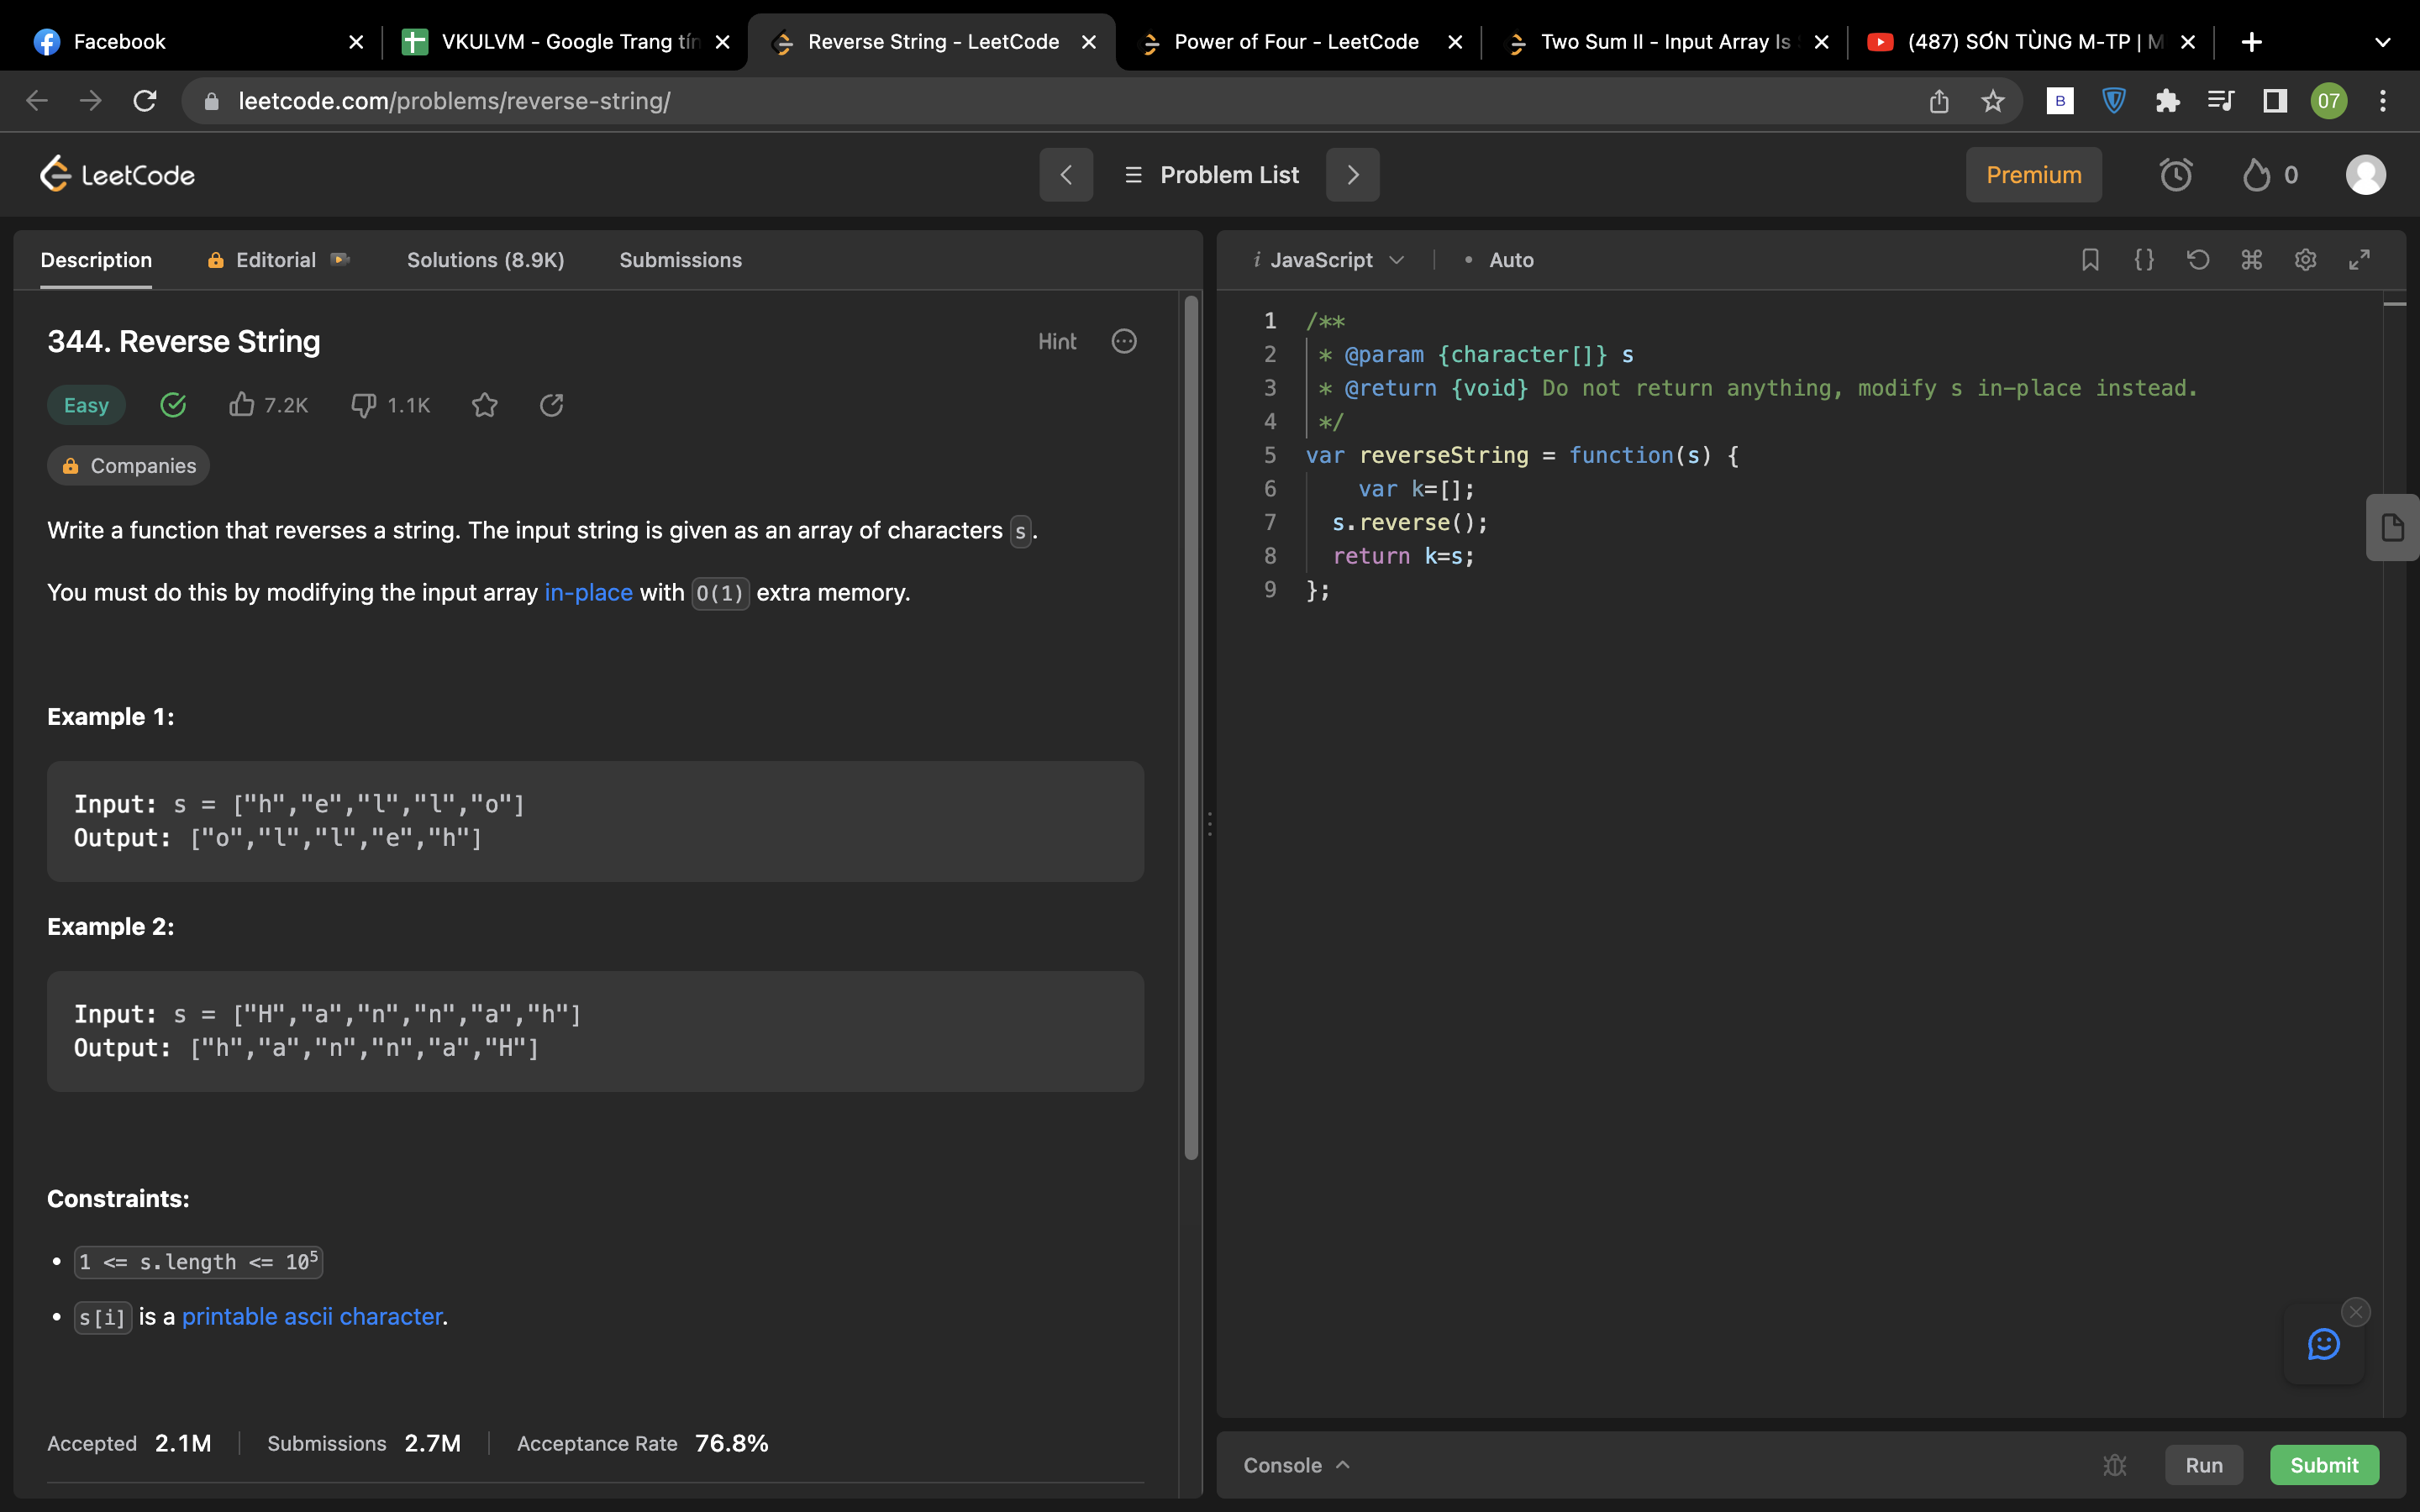 Facebook
VKULVM - Google Trang tín
Reverse String - LeetCode
Power of Four - LeetCode
Two Sum II - Input Array Is
(487) SƠN TÙNG M-TP | M
leetcode.com/problems/reverse-string/
B
07
LeetCode
Problem List
Premium
0
Description
Editorial
Solutions (8.9K)
Submissions
344. Reverse String
Hint
Easy
7.2K
1.1K
Companies
Write a function that reverses a string. The input string is given as an array of characters s.
You must do this by modifying the input array in-place with O(1) extra memory.
Example 1:
Input: s = ["h","e","l","l","o"]
Output: ["o","l","l","e","h"]
Example 2:
Input: s = ["H","a","n","n","a","h"]
Output: ["h","a","n","n","a","H"]
Constraints:
• 1 <= s.length <= 10⁵
• s[i] is a printable ascii character.
Accepted 2.1M
Submissions 2.7M
Acceptance Rate 76.8%
i JavaScript
• Auto
1 /**
2 * @param {character[]} s
3 * @return {void} Do not return anything, modify s in-place instead.
4 */
5 var reverseString = function(s) {
6 var k=[];
7 s.reverse();
8 return k=s;
9 };
Console
Run
Submit